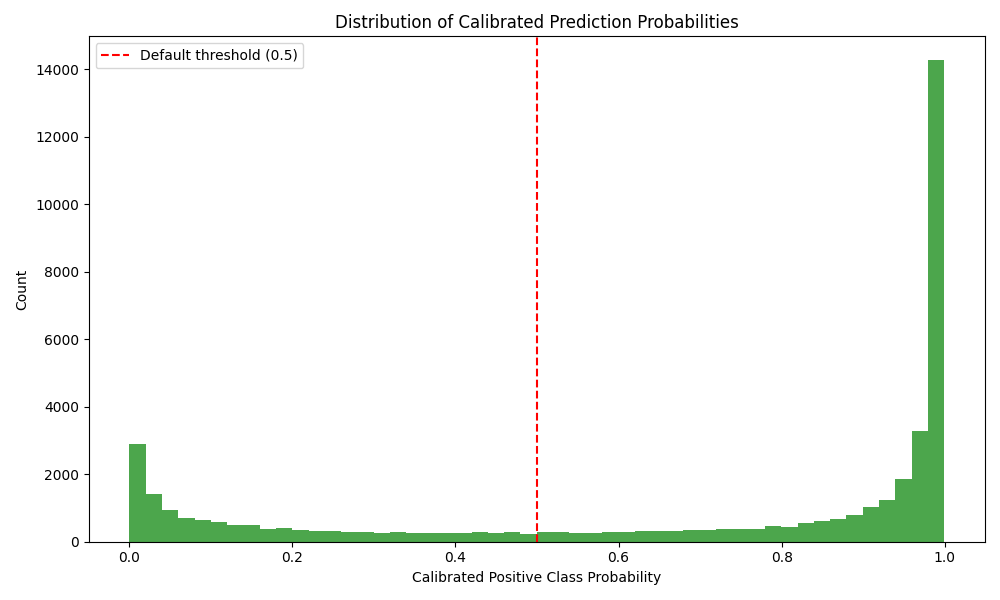 Distribution of Calibrated Prediction Probabilities
Default threshold (0.5)
14000
12000
10000
8000
6000
4000
2000
0
Count
0.0 0.2 0.4 0.6 0.8 1.0
Calibrated Positive Class Probability